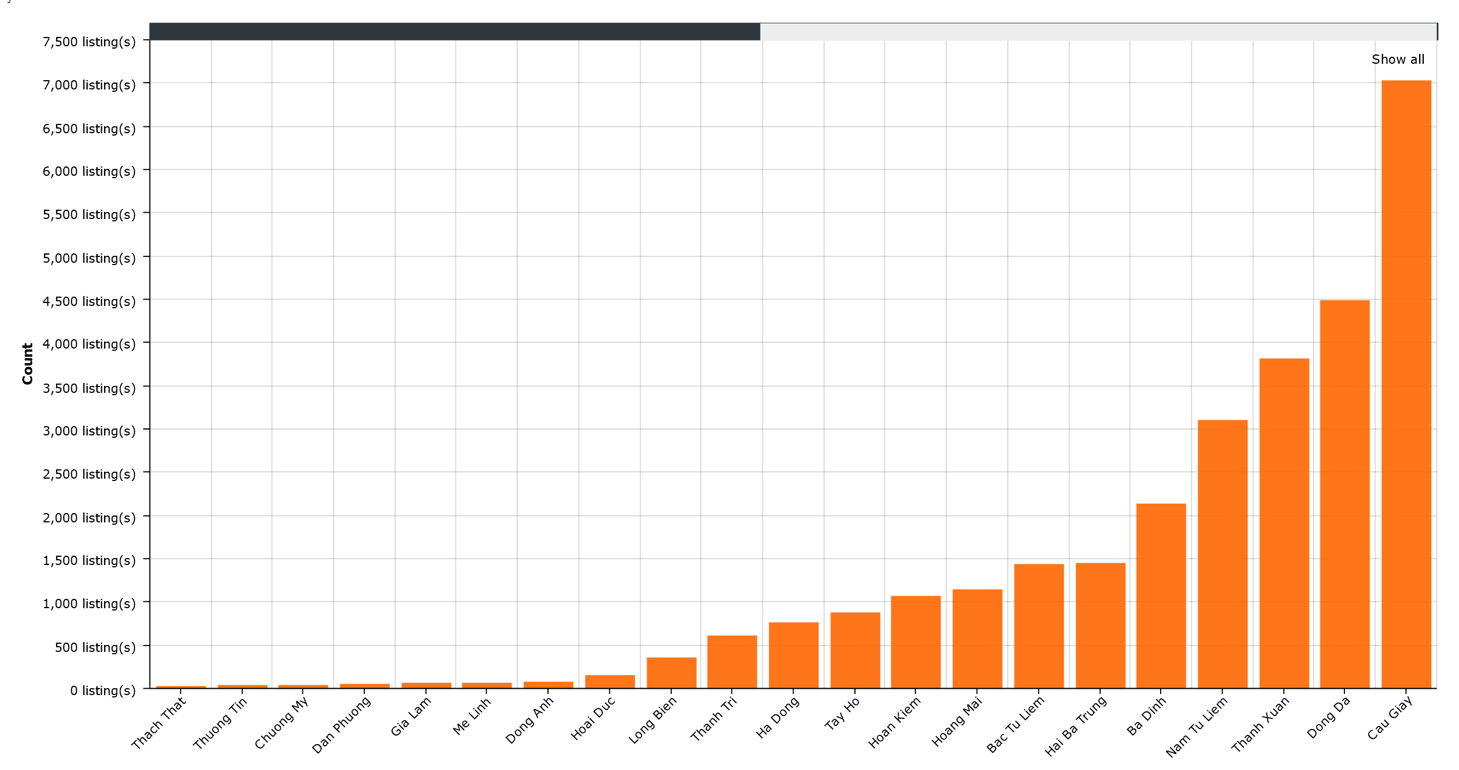 7,500 listing(s)
Show all
7,000 listing(s)
6,500 listing(s)
6,000 listing(s)
5,500 listing(s)
5,000 listing(s)
4,500 listing(s)
4,000 listing(s)
3,500 listing(s)
3,000 listing(s)
2,500 listing(s)
2,000 listing(s)
1,500 listing(s)
1,000 listing(s)
500 listing(s)
0 listing(s)
Count
Thach That
Thuong Tin
Chuong My
Dan Phuong
Gia Lam
Me Linh
Dong Anh
Hoai Duc
Long Bien
Thanh Tri
Ha Dong
Tay Ho
Hoan Kiem
Hoang Mai
Bac Tu Liem
Hai Ba Trung
Ba Dinh
Nam Tu Liem
Thanh Xuan
Dong Da
Cau Giay